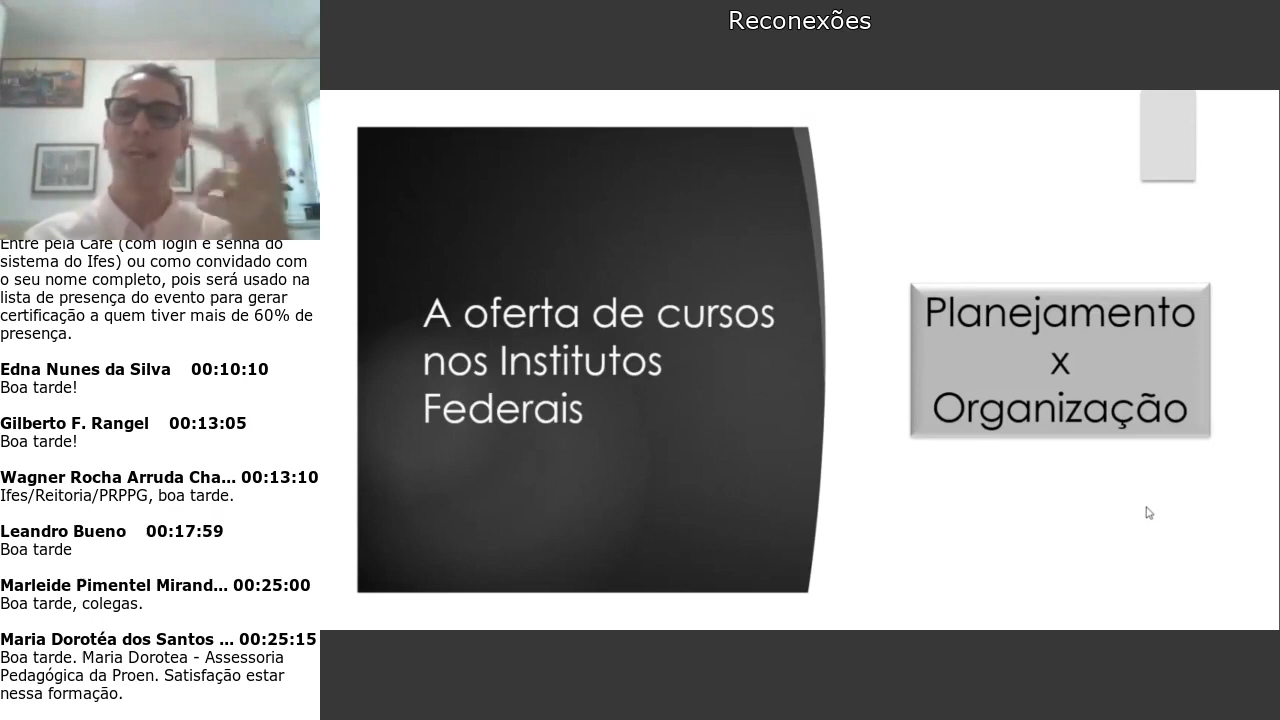 Reconexões
Entre pela Cafe (com login e senha do
sistema do Ifes) ou como convidado com
o seu nome completo, pois será usado na
lista de presença do evento para gerar
certificação a quem tiver mais de 60% de
presença.
Edna Nunes da Silva 00:10:10
Boa tarde!
Gilberto F. Rangel 00:13:05
Boa tarde!
Wagner Rocha Arruda Cha... 00:13:10
Ifes/Reitoria/PRPPG, boa tarde.
Leandro Bueno 00:17:59
Boa tarde
Marleide Pimentel Mirand... 00:25:00
Boa tarde, colegas.
Maria Dorotéa dos Santos ... 00:25:15
Boa tarde. Maria Dorotea - Assessoria
Pedagógica da Proen. Satisfação estar
nessa formação.
A oferta de cursos
nos Institutos
Federais
Planejamento
x
Organização